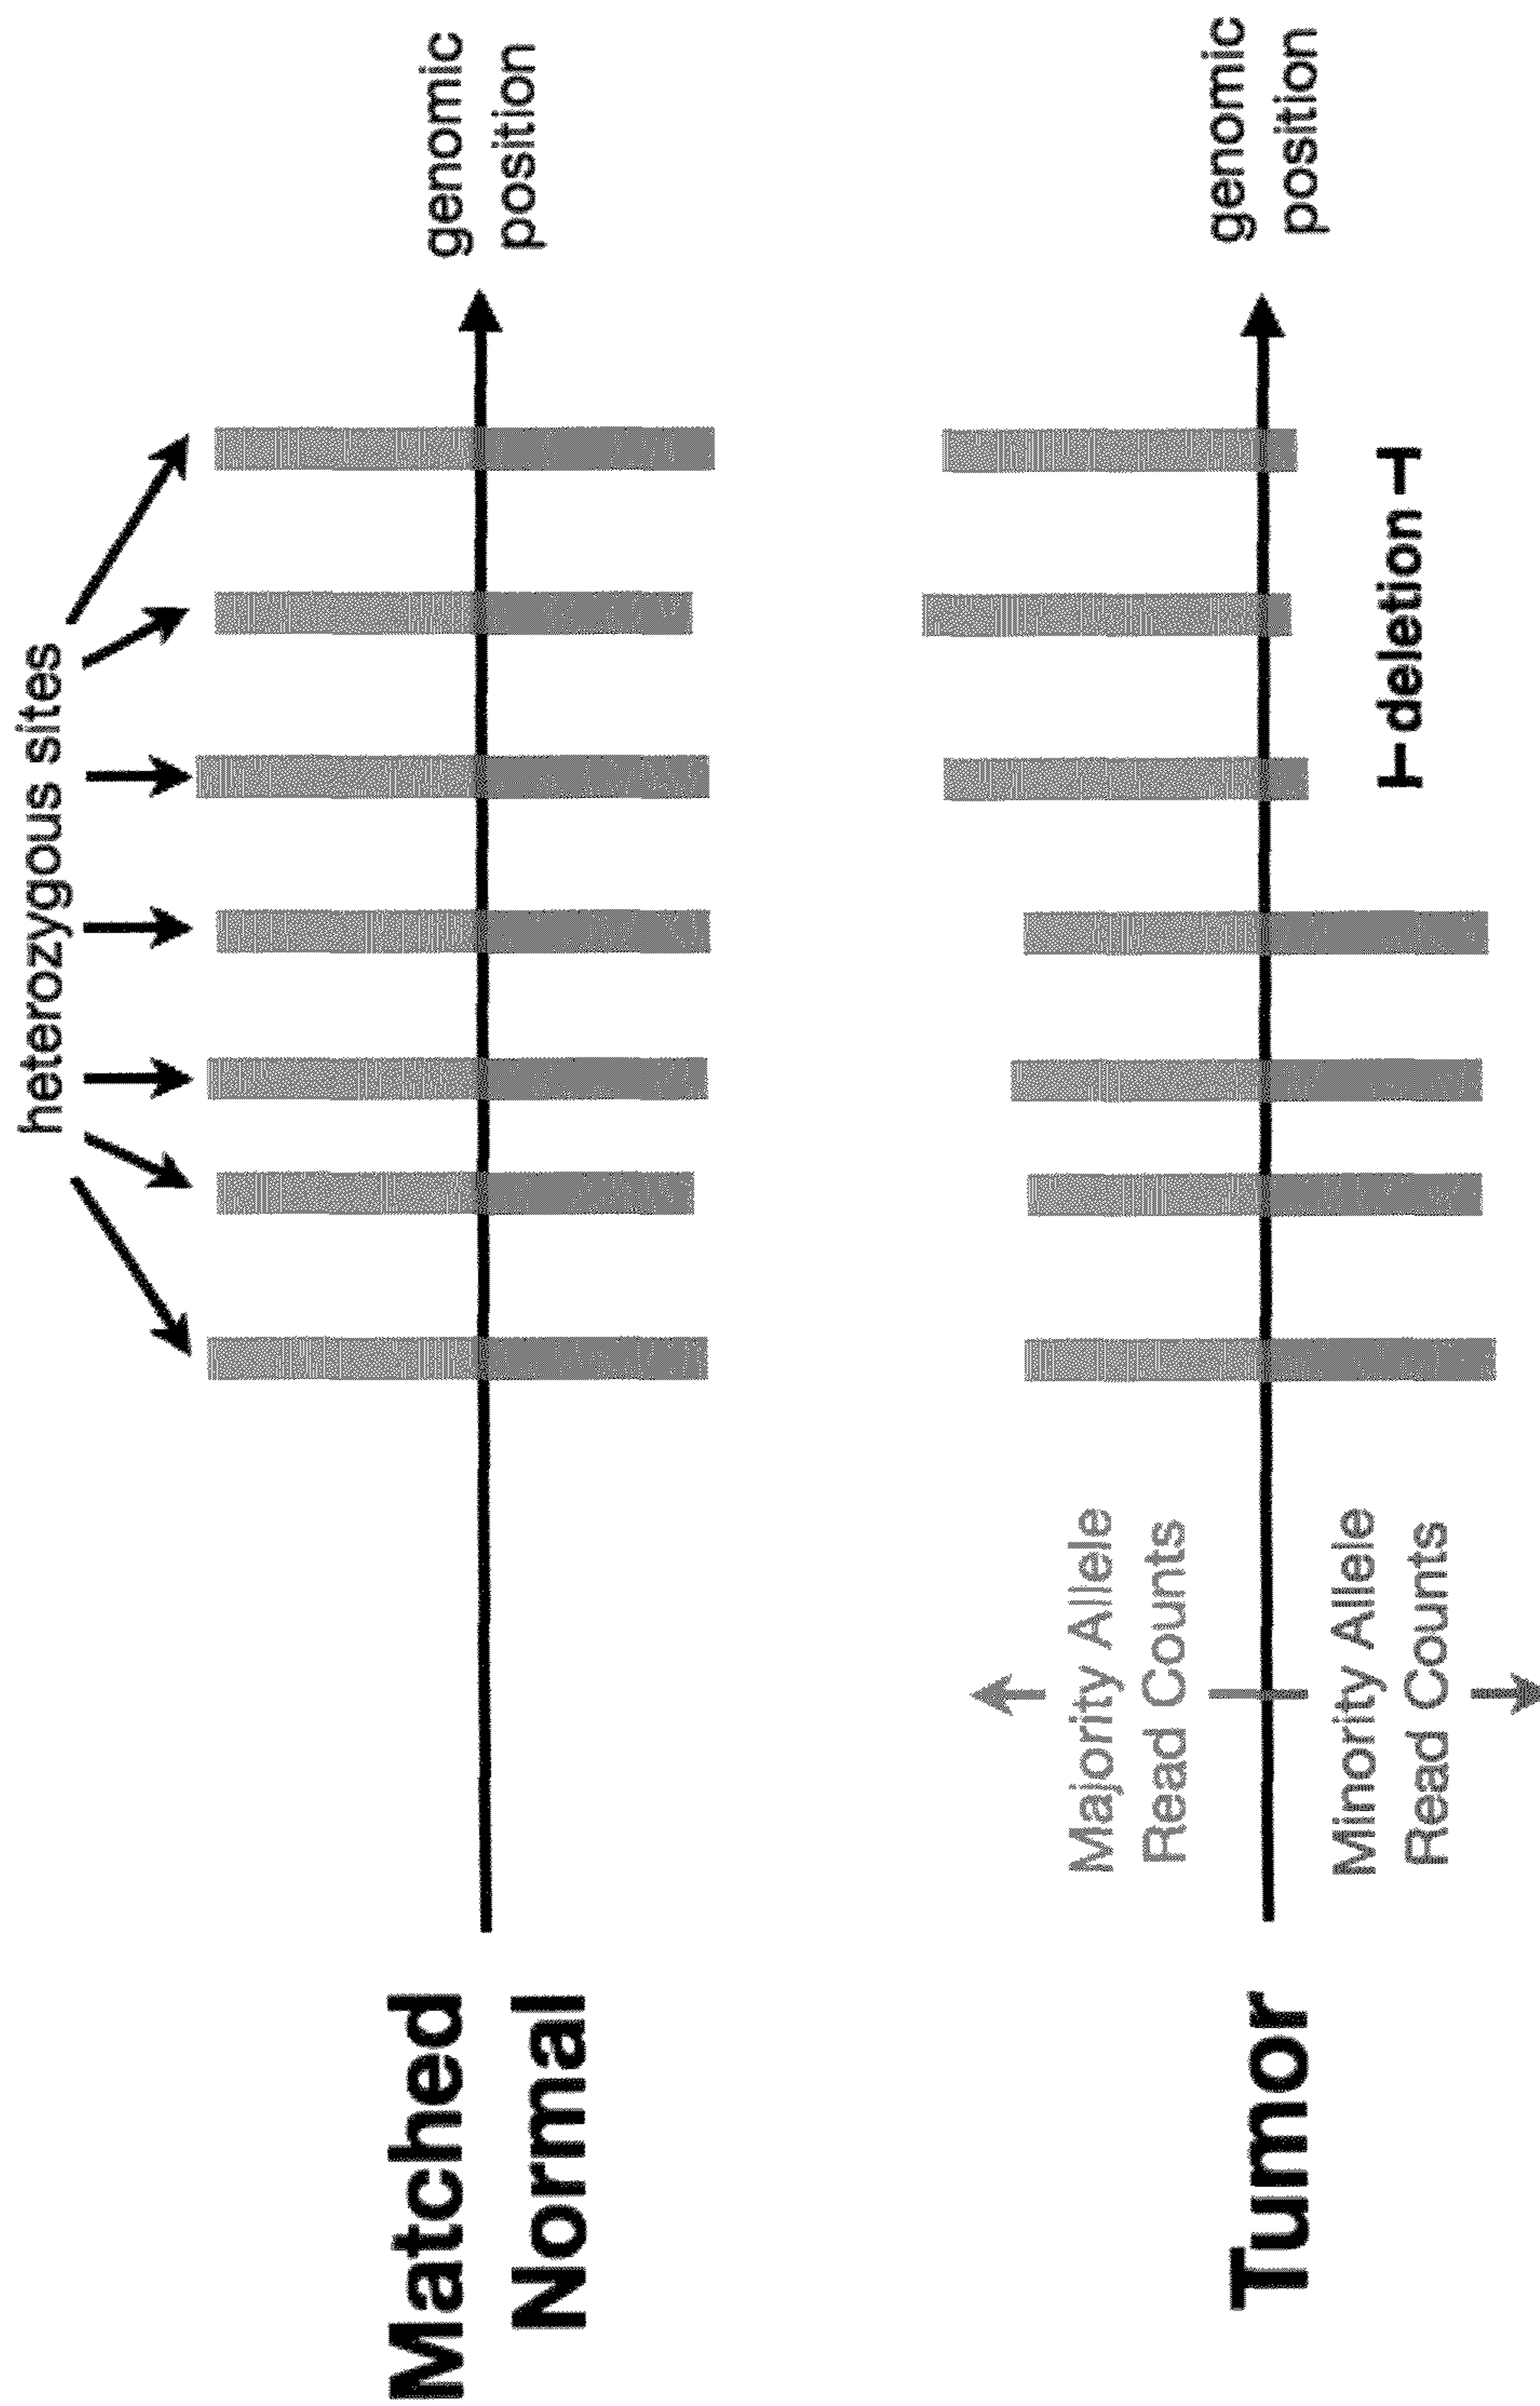 heterozygous sites
Matched
Normal
genomic
position
Majority Allele
Read Counts
Tumor
genomic
position
Minority Allele
Read Counts
deletion